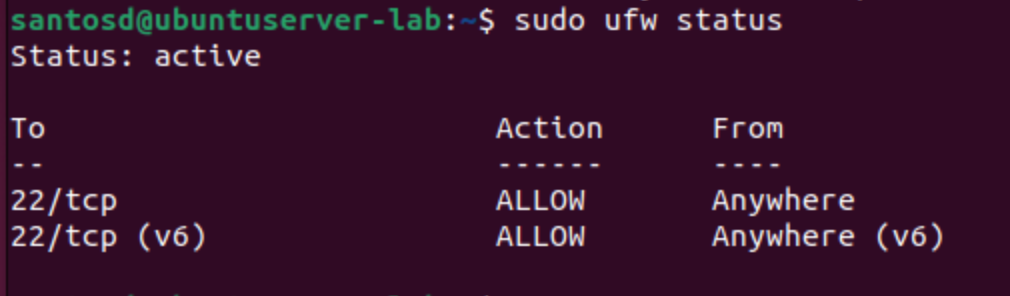 santosd@ubuntuserver-lab:~$ sudo ufw status
Status: active
To Action From
-- ------ ----
22/tcp ALLOW Anywhere
22/tcp (v6) ALLOW Anywhere (v6)